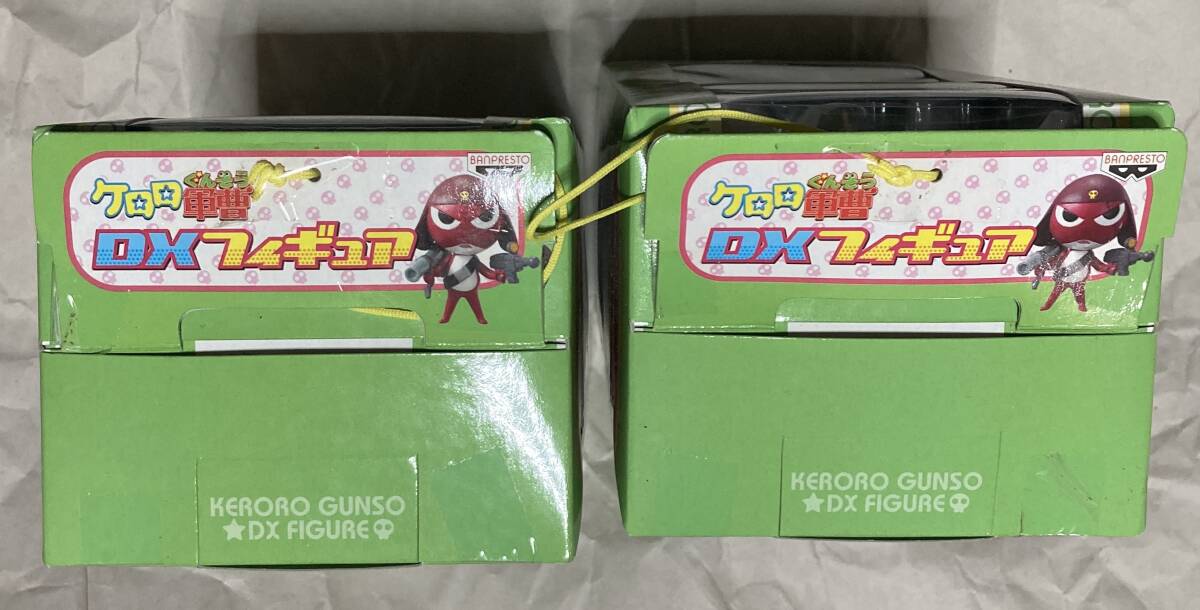 BANPRESTO
ケロロ軍曹
ぐんそう
DXフィギュア
KERORO GUNSO
★DX FIGURE
BANPRESTO
ケロロ軍曹
ぐんそう
DXフィギュア
KERORO GUNSO
★DX FIGURE